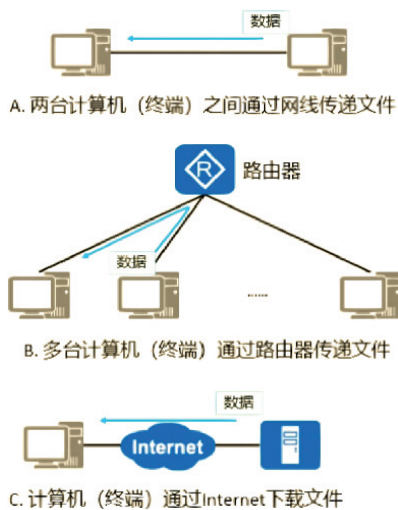 数据
A. 两台计算机（终端）之间通过网线传递文件
R 路由器
数据
......
B. 多台计算机（终端）通过路由器传递文件
数据
Internet
C. 计算机（终端）通过Internet下载文件